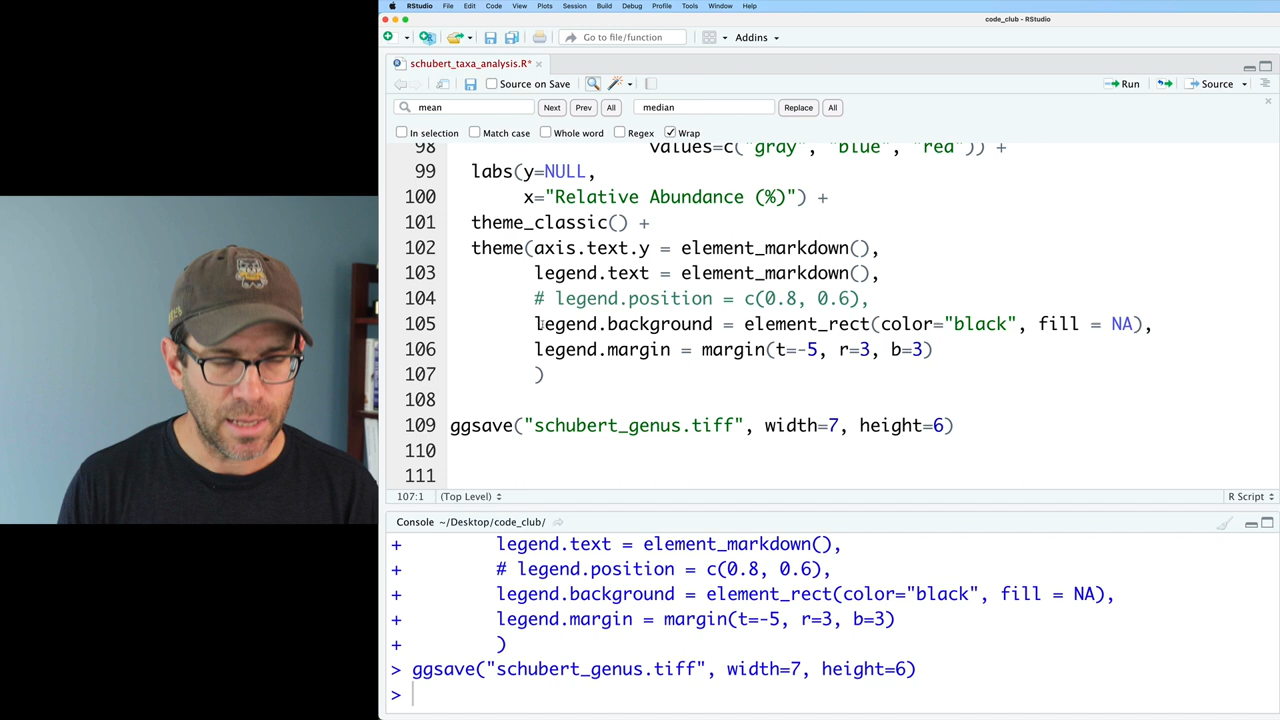 RStudio File Edit Code View Plots Session Build Debug Profile Tools Window Help
code_club - RStudio
Go to file/function Addins
schubert_taxa_analysis.R*
Source on Save Run Source
mean Next Prev All median Replace All
In selection Match case Whole word Regex Wrap
98 values=c("gray", "blue", "red")) +
99 labs(y=NULL,
100 x="Relative Abundance (%)") +
101 theme_classic() +
102 theme(axis.text.y = element_markdown(),
103 legend.text = element_markdown(),
104 # legend.position = c(0.8, 0.6),
105 legend.background = element_rect(color="black", fill = NA),
106 legend.margin = margin(t=-5, r=3, b=3)
107 )
108
109 ggsave("schubert_genus.tiff", width=7, height=6)
110
111
107:1 (Top Level) R Script
Console ~/Desktop/code_club/
+ legend.text = element_markdown(),
+ # legend.position = c(0.8, 0.6),
+ legend.background = element_rect(color="black", fill = NA),
+ legend.margin = margin(t=-5, r=3, b=3)
+ )
> ggsave("schubert_genus.tiff", width=7, height=6)
>